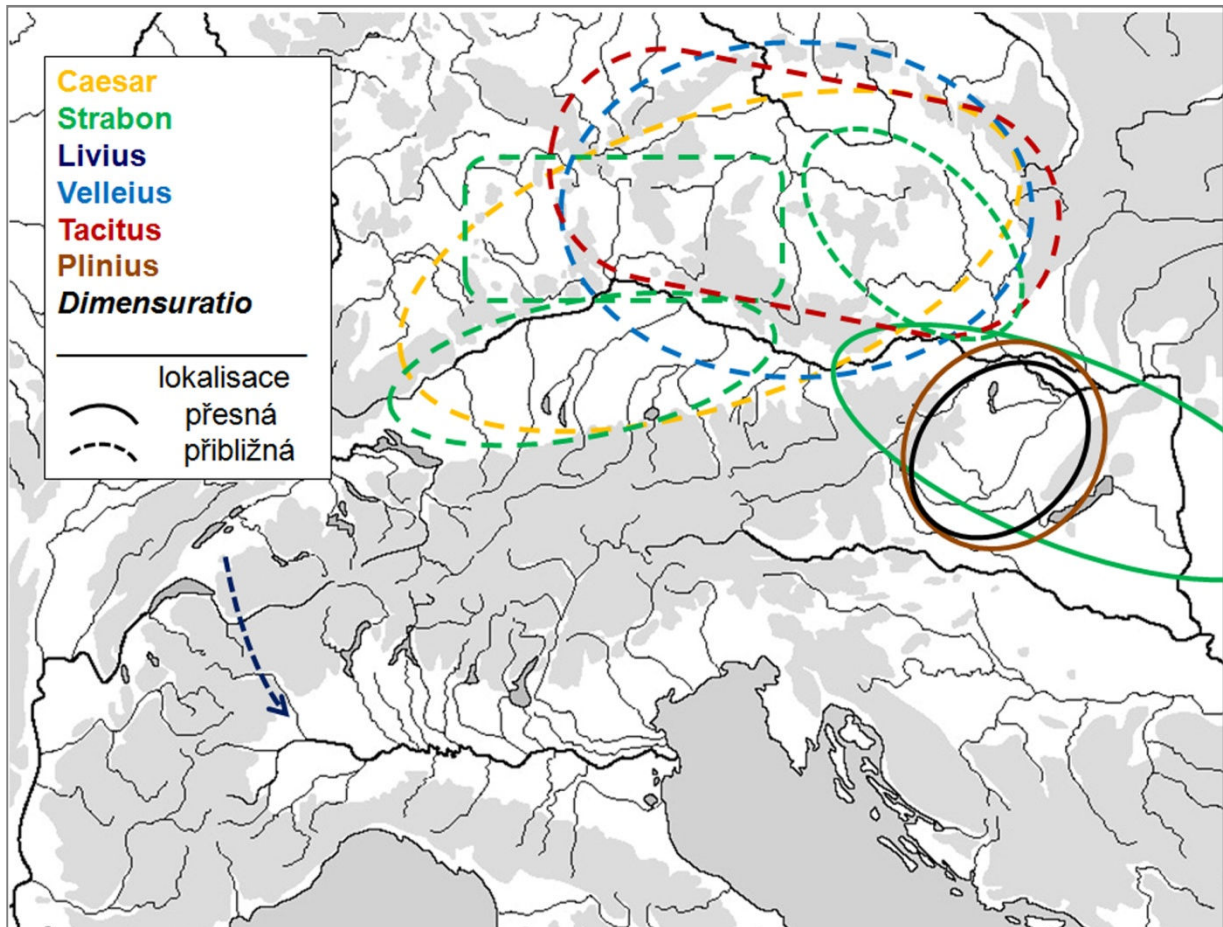 Caesar
Strabon
Livius
Velleius
Tacitus
Plinius
Dimensuratio
lokalisace
přesná
přibližná